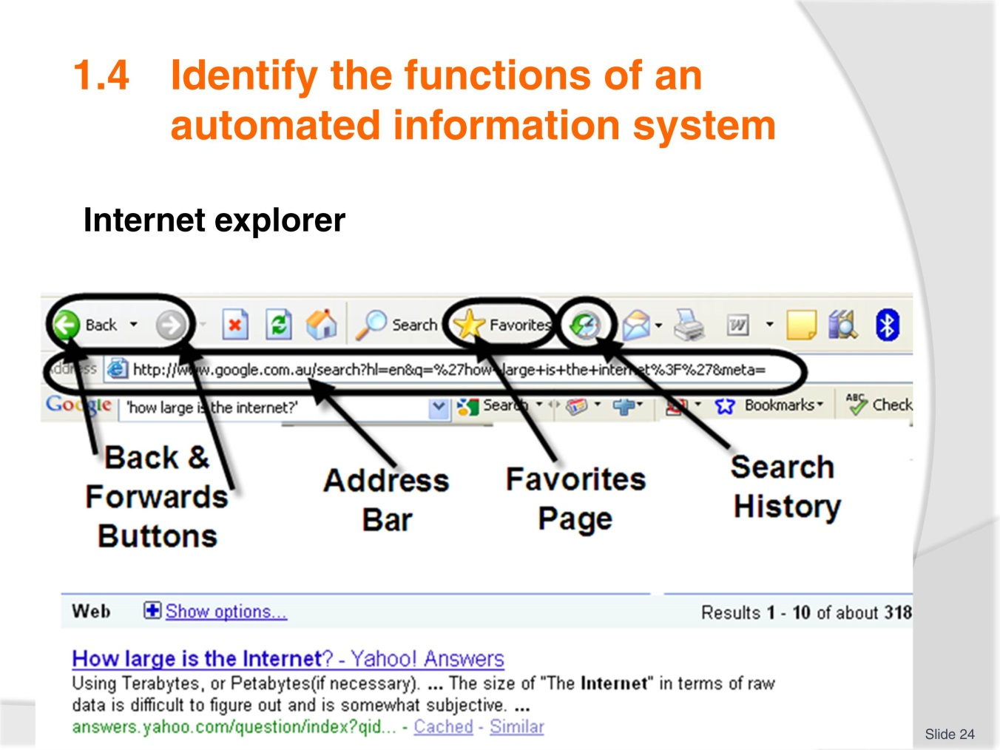 1.4 Identify the functions of an
automated information system
Internet explorer
Back Search Favorites
Address http://www.google.com.au/search?hl=en&q=%27how+large+is+the+internet%3F%27&meta=
Google 'how large is the internet?' Search Bookmarks ABC Check
Back &
Forwards
Buttons
Address
Bar
Favorites
Page
Search
History
Web Show options... Results 1 - 10 of about 318
How large is the Internet? - Yahoo! Answers
Using Terabytes, or Petabytes(if necessary). ... The size of "The Internet" in terms of raw
data is difficult to figure out and is somewhat subjective. ...
answers.yahoo.com/question/index?qid... - Cached - Similar
Slide 24